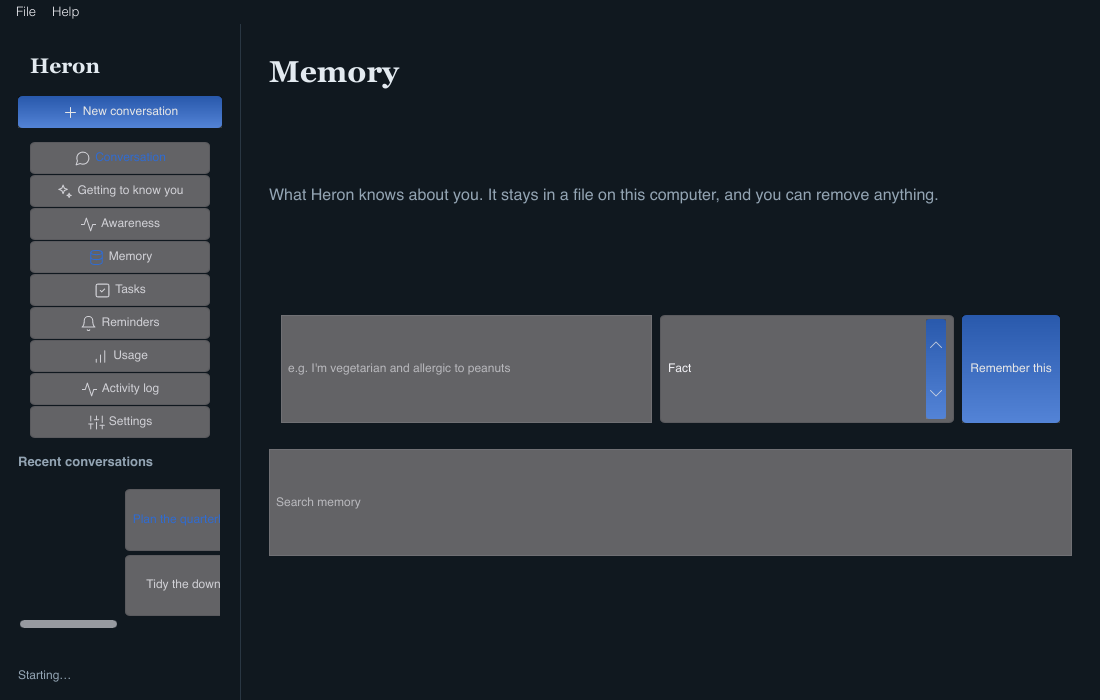 File Help
Heron
Memory
New conversation
Conversation
Getting to know you
Awareness
Memory
Tasks
Reminders
Usage
Activity log
Settings
Recent conversations
Tidy the down
Starting…
What Heron knows about you. It stays in a file on this computer, and you can remove anything.
e.g. I'm vegetarian and allergic to peanuts
Fact
Remember this
Search memory